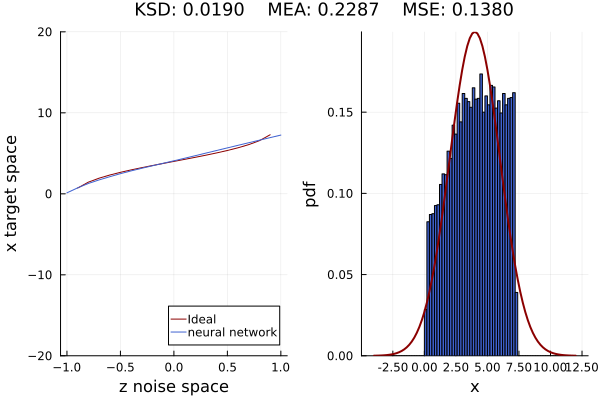 KSD: 0.0190 MEA: 0.2287 MSE: 0.1380
x target space
20
10
0
−10
−20
−1.0 −0.5 0.0 0.5 1.0
z noise space
Ideal
neural network
pdf
0.15
0.10
0.05
0.00
-2.50 0.00 2.50 5.00 7.50 10.00 12.50
x